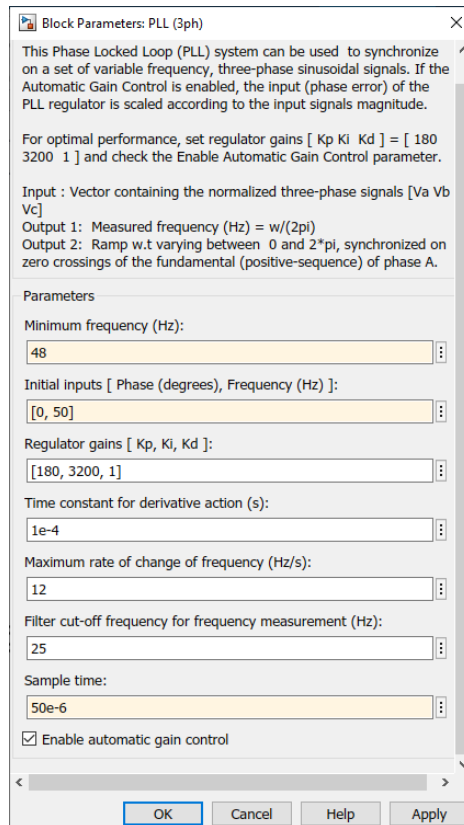 Block Parameters: PLL (3ph)
This Phase Locked Loop (PLL) system can be used to synchronize
on a set of variable frequency, three-phase sinusoidal signals. If the
Automatic Gain Control is enabled, the input (phase error) of the
PLL regulator is scaled according to the input signals magnitude.
For optimal performance, set regulator gains [ Kp Ki Kd ] = [ 180
3200 1 ] and check the Enable Automatic Gain Control parameter.
Input : Vector containing the normalized three-phase signals [Va Vb
Vc]
Output 1: Measured frequency (Hz) = w/(2pi)
Output 2: Ramp w.t varying between 0 and 2*pi, synchronized on
zero crossings of the fundamental (positive-sequence) of phase A.
Parameters
Minimum frequency (Hz):
48
Initial inputs [ Phase (degrees), Frequency (Hz) ]:
[0, 50]
Regulator gains [ Kp, Ki, Kd ]:
[180, 3200, 1]
Time constant for derivative action (s):
1e-4
Maximum rate of change of frequency (Hz/s):
12
Filter cut-off frequency for frequency measurement (Hz):
25
Sample time:
50e-6
Enable automatic gain control
OK Cancel Help Apply